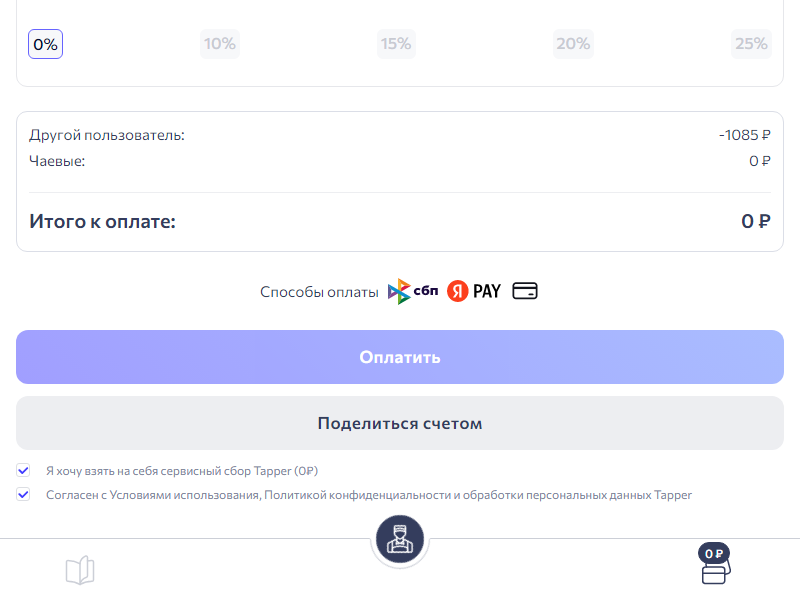 0% 10% 15% 20% 25%
Другой пользователь: -1085 ₽
Чаевые: 0 ₽
Итого к оплате: 0 ₽
Способы оплаты сбп Я PAY
Оплатить
Поделиться счетом
Я хочу взять на себя сервисный сбор Tapper (0₽)
Согласен с Условиями использования, Политикой конфиденциальности и обработки персональных данных Tapper
0 ₽